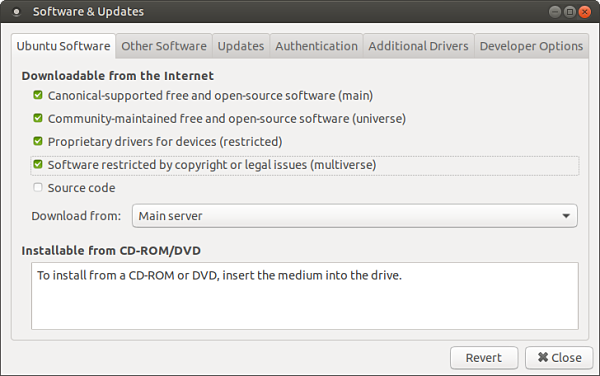 Software & Updates
Ubuntu Software
Other Software
Updates
Authentication
Additional Drivers
Developer Options
Downloadable from the Internet
Canonical-supported free and open-source software (main)
Community-maintained free and open-source software (universe)
Proprietary drivers for devices (restricted)
Software restricted by copyright or legal issues (multiverse)
Source code
Download from: Main server
Installable from CD-ROM/DVD
To install from a CD-ROM or DVD, insert the medium into the drive.
Revert
Close